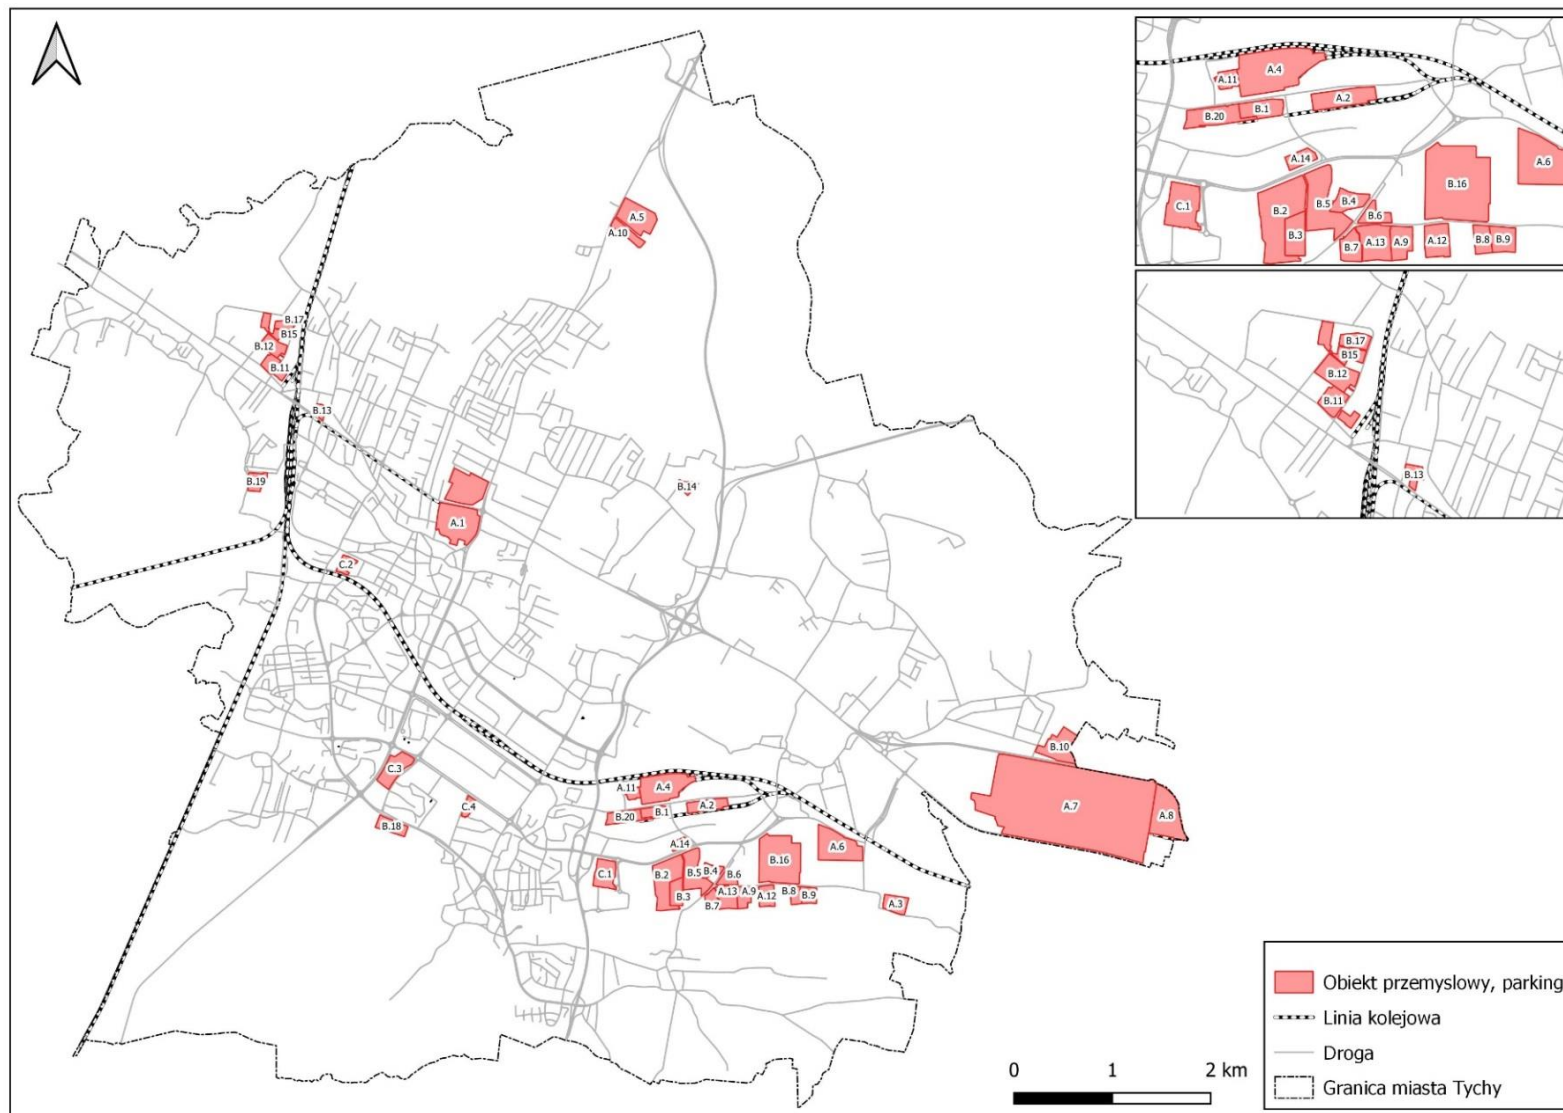 A.11
A.4
A.2
B.1
B.20
A.14
A.6
B.16
C.1
B.2
B.5
B.4
B.6
B.3
B.7
A.13
A.9
A.12
B.8
B.9
B.17
B15
B.12
B.11
B.13
A.5
A.10
B.17
B15
B.12
B.11
B.13
B.19
B.14
A.1
C.2
B.10
C.3
A.11
A.4
A.7
A.8
C.4
B.20
B.1
A.2
B.18
A.14
A.6
C.1
B.2
B.5
B.4
B.6
B.16
B.3
B.7
A.13
A.9
A.12
B.8
B.9
A.3
Obiekt przemyslowy, parking
Linia kolejowa
Droga
Granica miasta Tychy
0 1 2 km